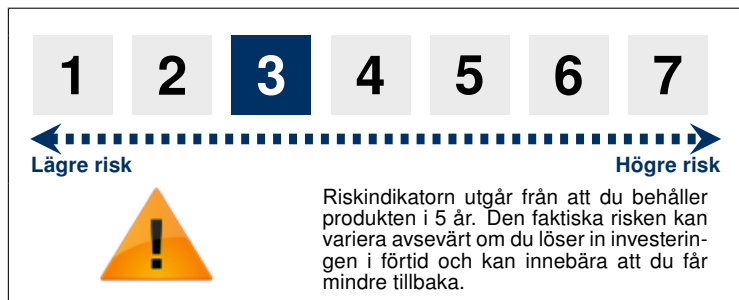 1 2 3 4 5 6 7
Lägre risk Högre risk
!
Riskindikatorn utgår från att du behåller
produkten i 5 år. Den faktiska risken kan
variera avsevärt om du löser in investerin-
gen i förtid och kan innebära att du får
mindre tillbaka.